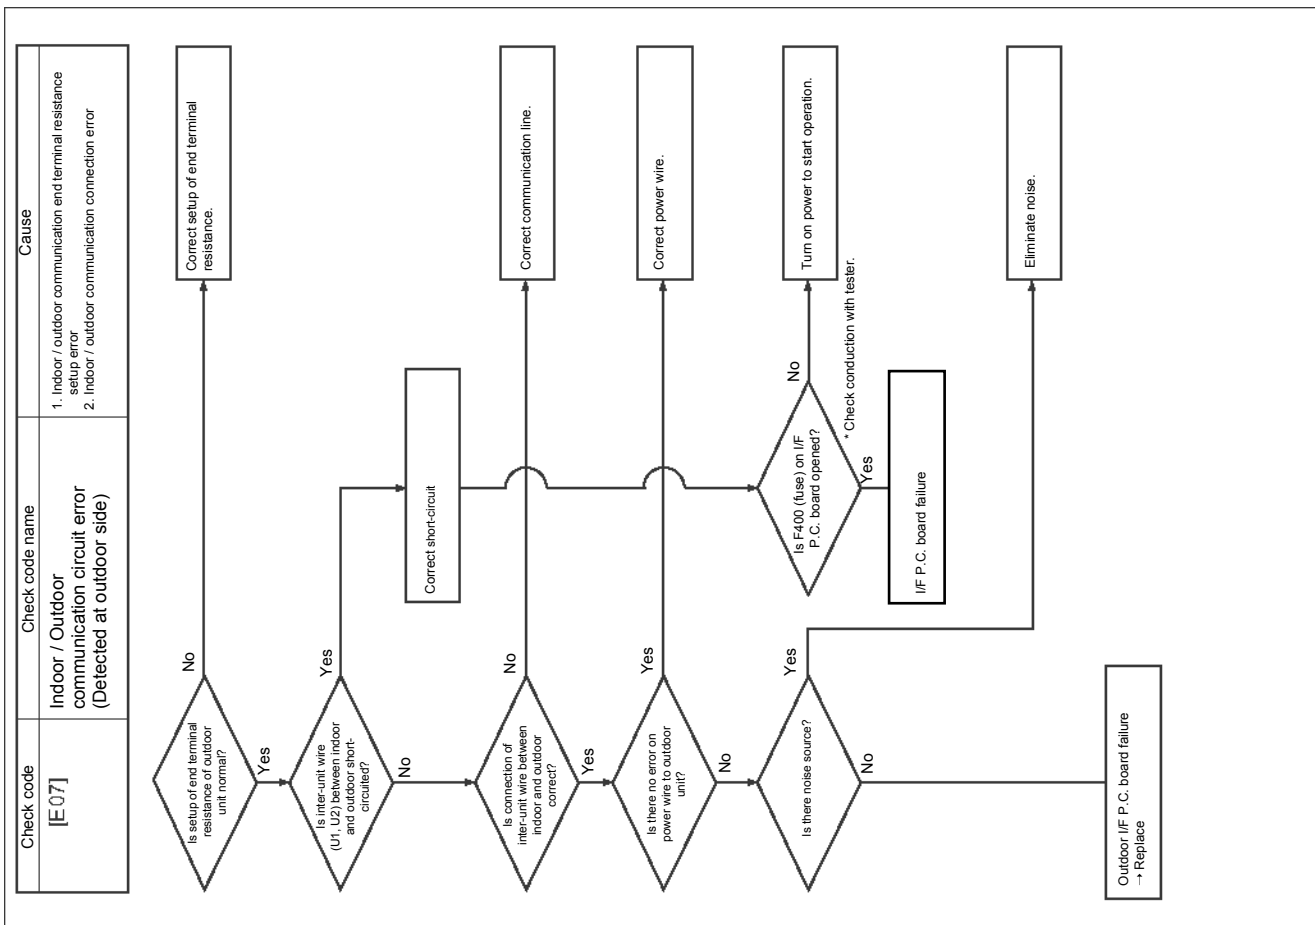 Check code
Check code name
Cause
[E07]
Indoor / Outdoor
communication circuit error
(Detected at outdoor side)
1. Indoor / outdoor communication end terminal resistance
setup error
2. Indoor / outdoor communication connection error
Is setup of end terminal
resistance of outdoor
unit normal?
No
Correct setup of end terminal
resistance.
Yes
Is inter-unit wire
(U1, U2) between indoor
and outdoor short-
circuited?
Yes
Correct short-circuit
No
Is connection of
inter-unit wire between
indoor and outdoor
correct?
No
Correct communication line.
Yes
Is there no error on
power wire to outdoor
unit?
Yes
Correct power wire.
No
Is F400 (fuse) on I/F
P.C. board opened?
No
Turn on power to start operation.
* Check conduction with tester.
Yes
I/F P.C. board failure
Is there noise source?
Yes
Eliminate noise.
No
Outdoor I/F P.C. board failure
→ Replace